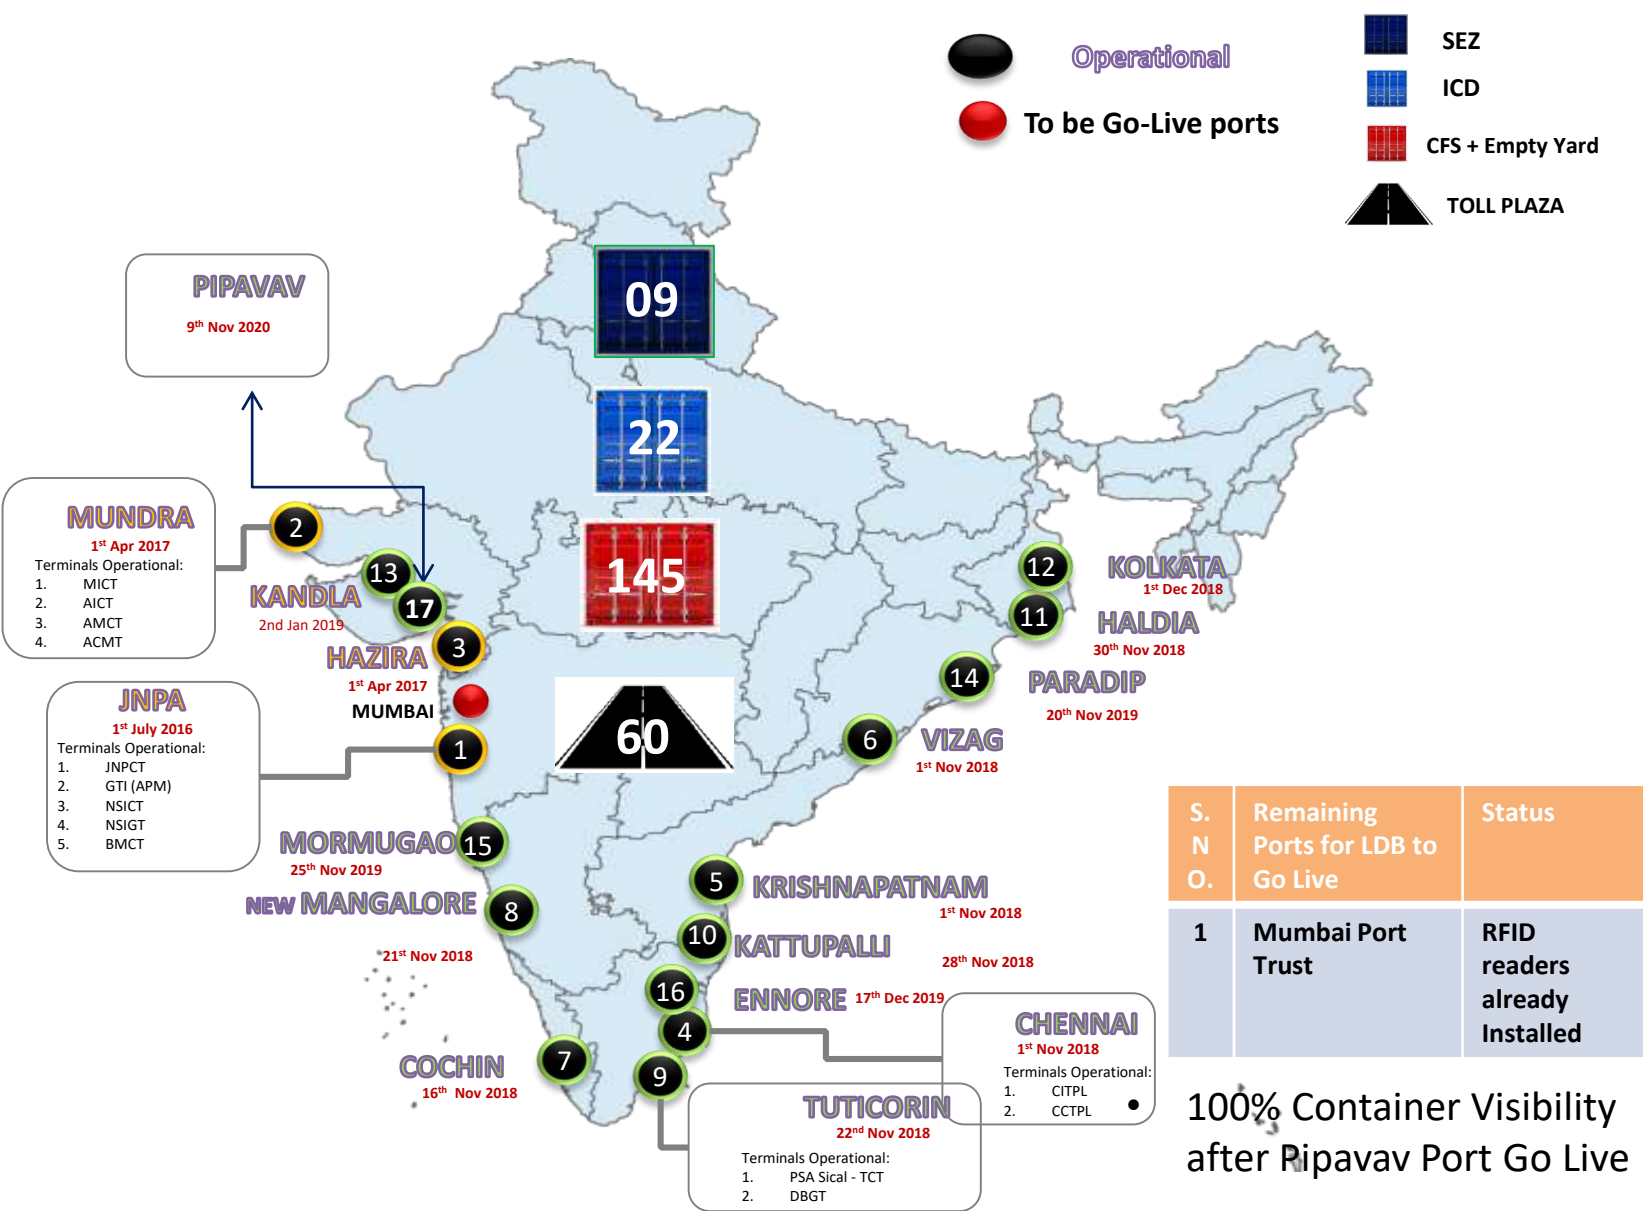 Operational
To be Go-Live ports
SEZ
ICD
CFS + Empty Yard
TOLL PLAZA
PIPAVAV
9th Nov 2020
09
22
145
60
MUNDRA
1st Apr 2017
Terminals Operational:
1. MICT
2. AICT
3. AMCT
4. ACMT
2
13
KANDLA
2nd Jan 2019
17
3
HAZIRA
1st Apr 2017
MUMBAI
JNPA
1st July 2016
Terminals Operational:
1. JNPCT
2. GTI (APM)
3. NSICT
4. NSIGT
5. BMCT
1
MORMUGAO
15
25th Nov 2019
NEW MANGALORE
8
21st Nov 2018
COCHIN
7
16th Nov 2018
12
KOLKATA
1st Dec 2018
11
HALDIA
30th Nov 2018
14
PARADIP
20th Nov 2019
6
VIZAG
1st Nov 2018
5
KRISHNAPATNAM
1st Nov 2018
10
KATTUPALLI
28th Nov 2018
16
ENNORE 17th Dec 2019
4
CHENNAI
1st Nov 2018
Terminals Operational:
1. CITPL
2. CCTPL
9
TUTICORIN
22nd Nov 2018
Terminals Operational:
1. PSA Sical - TCT
2. DBGT
S.
N
O.
Remaining
Ports for LDB to
Go Live
Status
1
Mumbai Port
Trust
RFID
readers
already
Installed
100% Container Visibility
after Pipavav Port Go Live